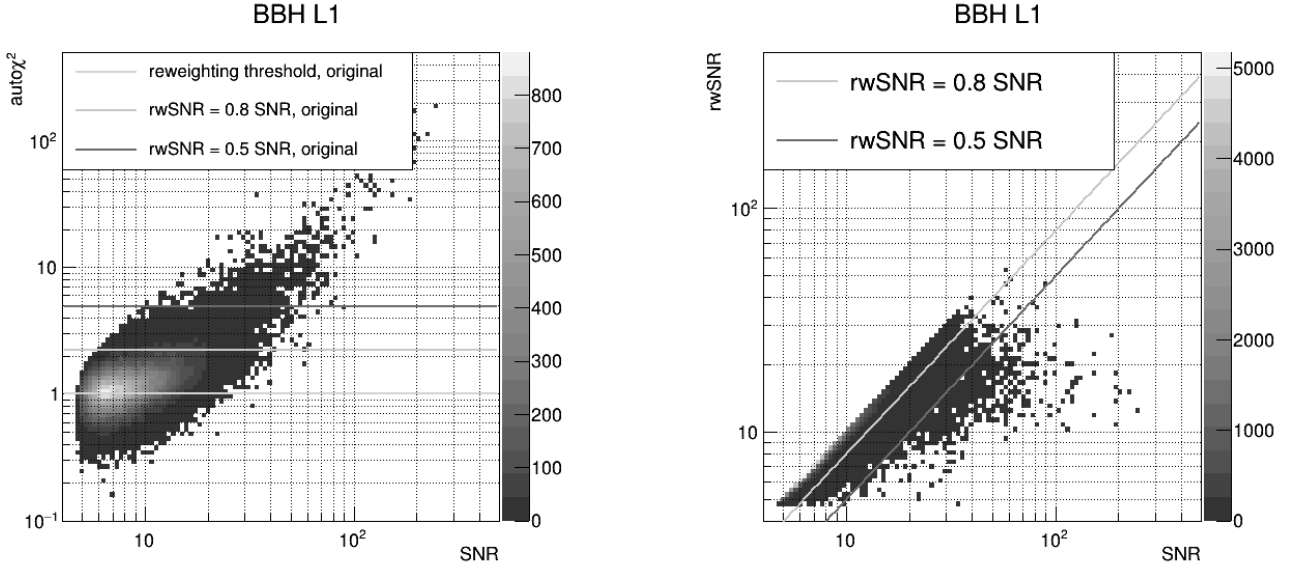 BBH L1
autoχ²
reweighting threshold, original
rwSNR = 0.8 SNR, original
rwSNR = 0.5 SNR, original
10²
10
1
10⁻¹
10
10²
SNR
800
700
600
500
400
300
200
100
0
BBH L1
rwSNR
rwSNR = 0.8 SNR
rwSNR = 0.5 SNR
10²
10
10
10²
SNR
5000
4000
3000
2000
1000
0